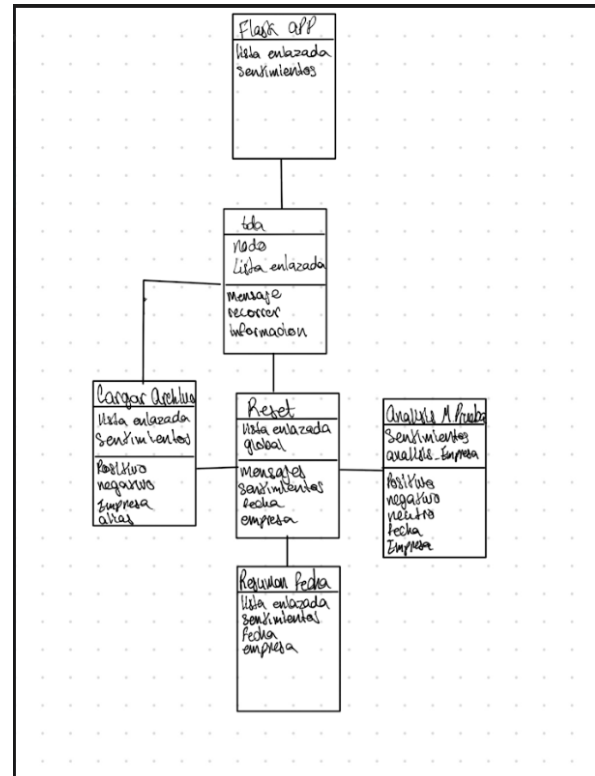 Flask app
lista enlazada
sentimientos
tda
nodo
Lista enlazada
mensaje
recorrer
informacion
Cargar Archivo
lista enlazada
sentimientos
Positivo
negativo
Empresa
alias
Reset
lista enlazada
global
mensajes
sentimientos
fecha
empresa
Analisis M Prueba
Sentimientos
analisis_Empresa
Positivo
negativo
neutro
fecha
Empresa
Resumen Fecha
lista enlazada
sentimientos
Fecha
empresa